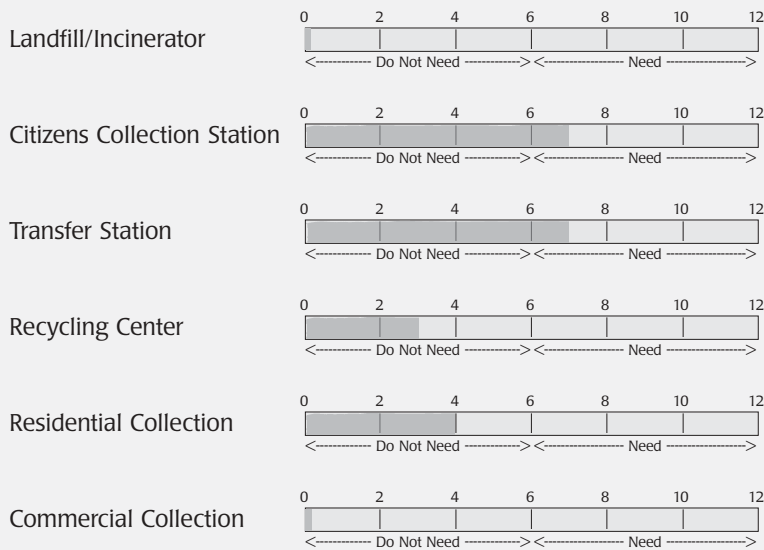 0 2 4 6 8 10 12
Landfill/Incinerator
<------------ Do Not Need -------------><-------------------- Need -------------------->
0 2 4 6 8 10 12
Citizens Collection Station
<------------ Do Not Need -------------><-------------------- Need -------------------->
0 2 4 6 8 10 12
Transfer Station
<------------ Do Not Need -------------><-------------------- Need -------------------->
0 2 4 6 8 10 12
Recycling Center
<------------ Do Not Need -------------><-------------------- Need -------------------->
0 2 4 6 8 10 12
Residential Collection
<------------ Do Not Need -------------><-------------------- Need -------------------->
0 2 4 6 8 10 12
Commercial Collection
<------------ Do Not Need -------------><-------------------- Need -------------------->